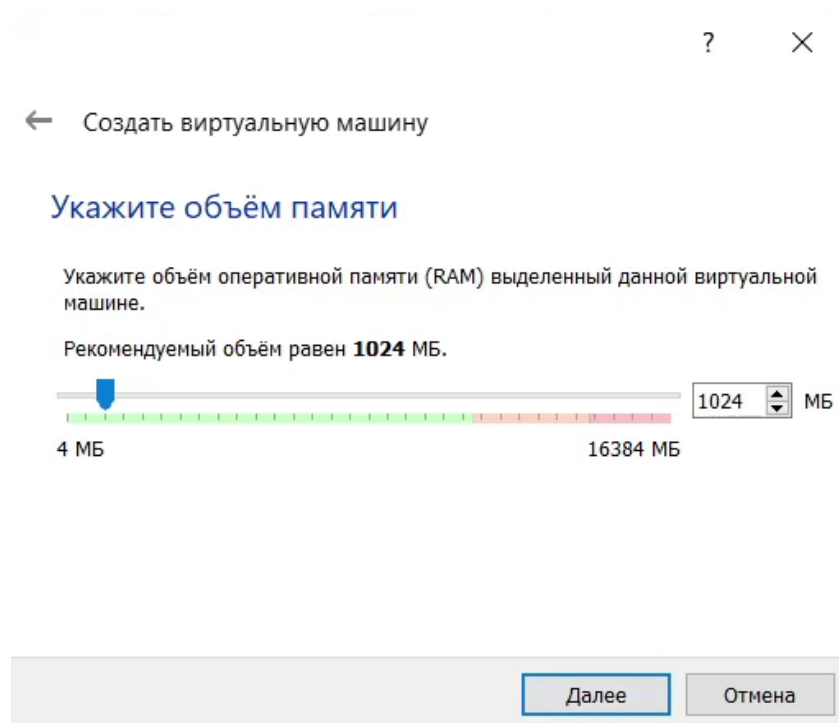 ?
Создать виртуальную машину
Укажите объём памяти
Укажите объём оперативной памяти (RAM) выделенный данной виртуальной
машине.
Рекомендуемый объём равен 1024 МБ.
1024 МБ
4 МБ 16384 МБ
Далее Отмена